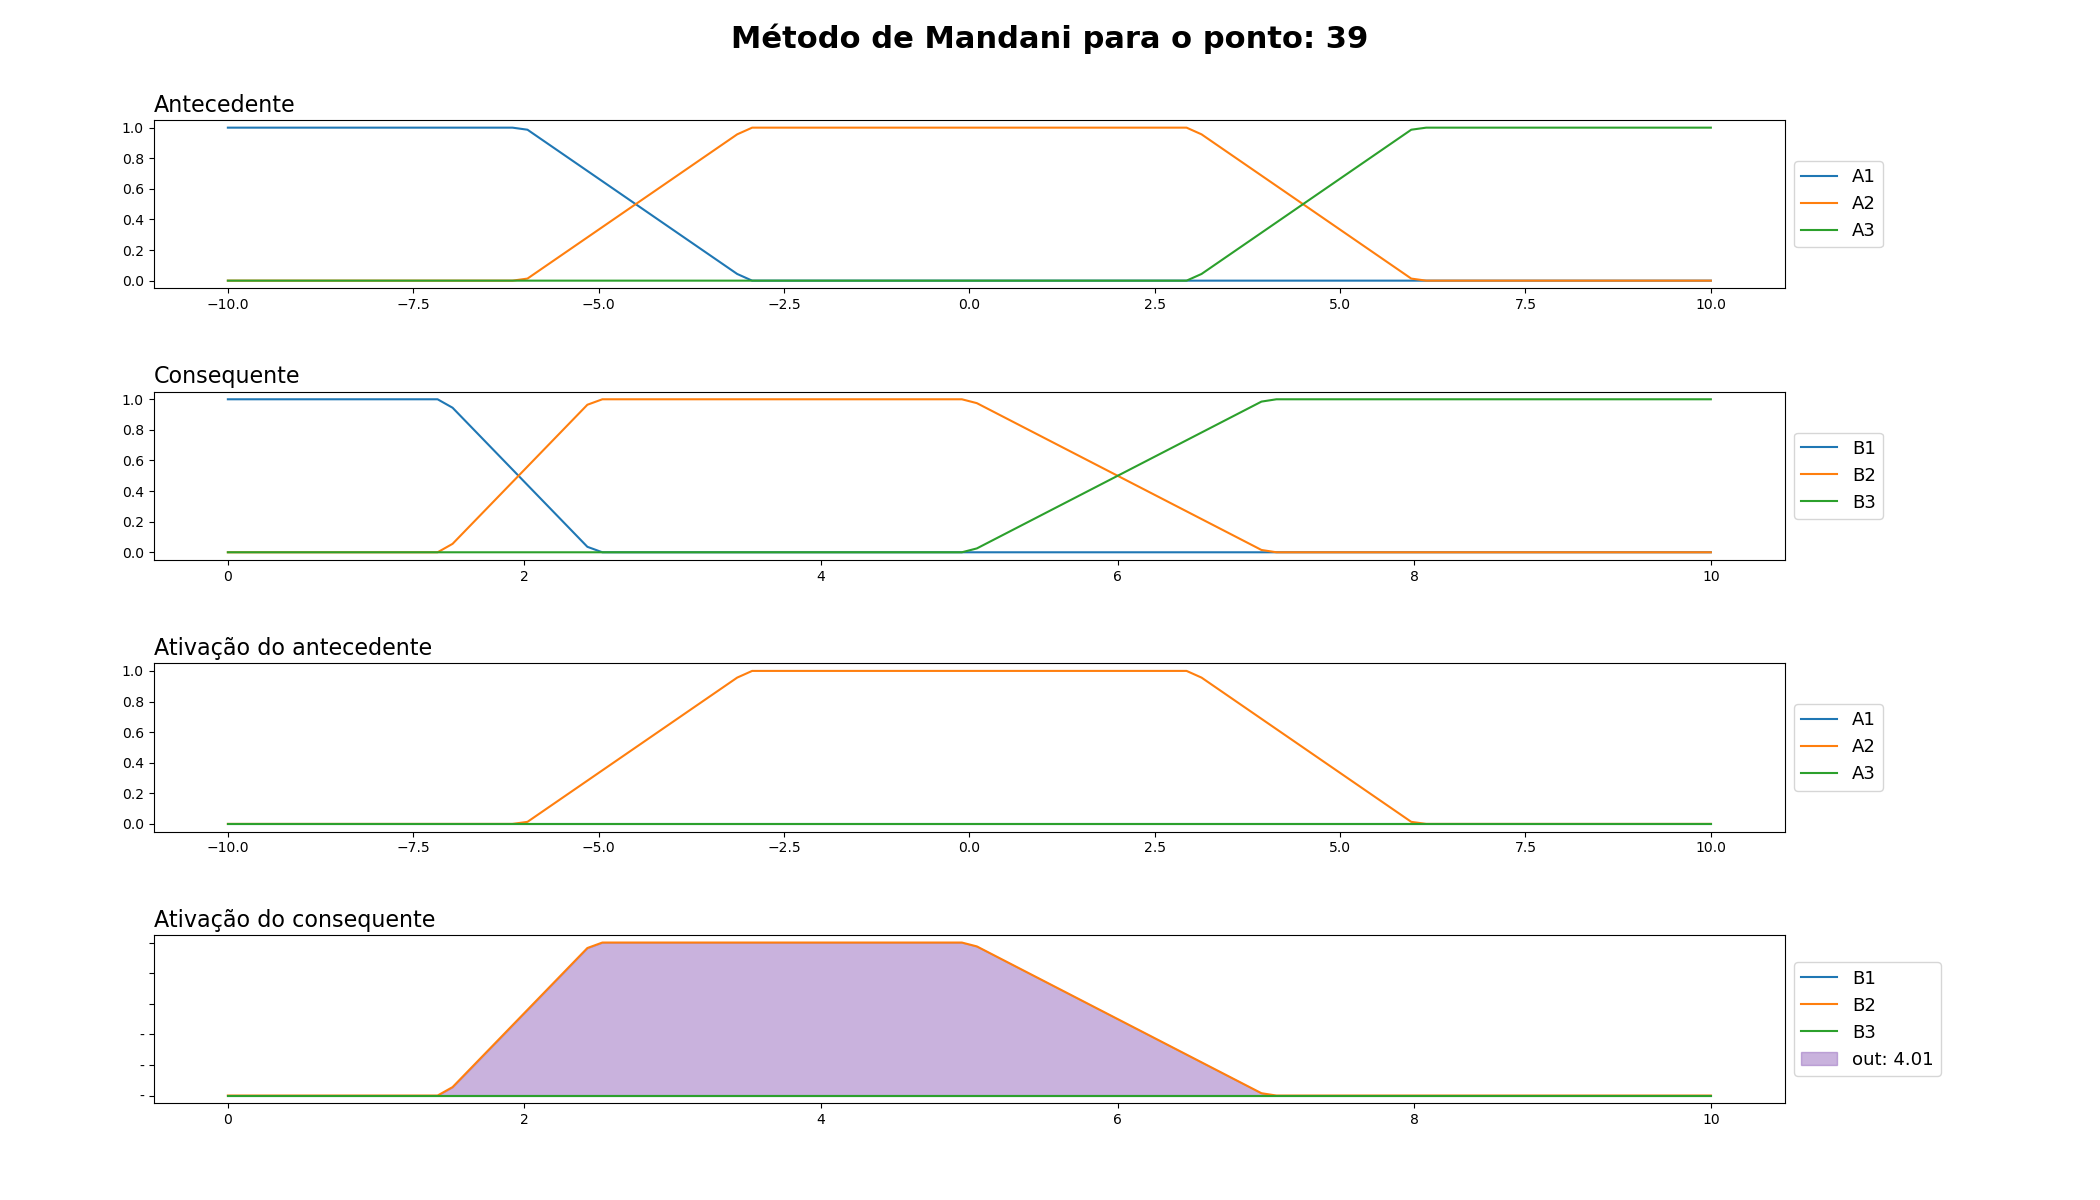 Método de Mandani para o ponto: 39
Antecedente
1.0
0.8
0.6
0.4
0.2
0.0
−10.0 −7.5 −5.0 −2.5 0.0 2.5 5.0 7.5 10.0
A1
A2
A3
Consequente
1.0
0.8
0.6
0.4
0.2
0.0
0 2 4 6 8 10
B1
B2
B3
Ativação do antecedente
1.0
0.8
0.6
0.4
0.2
0.0
−10.0 −7.5 −5.0 −2.5 0.0 2.5 5.0 7.5 10.0
A1
A2
A3
Ativação do consequente
-
-
-
0 2 4 6 8 10
B1
B2
B3
out: 4.01